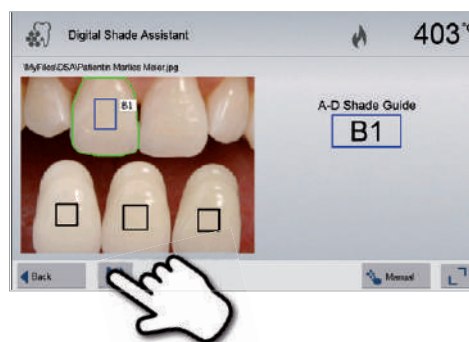 Digital Shade Assistant
403°
\MyFiles\DSA\Patientin Marlies Meier.jpg
B1
A-D Shade Guide
B1
Back
Manual